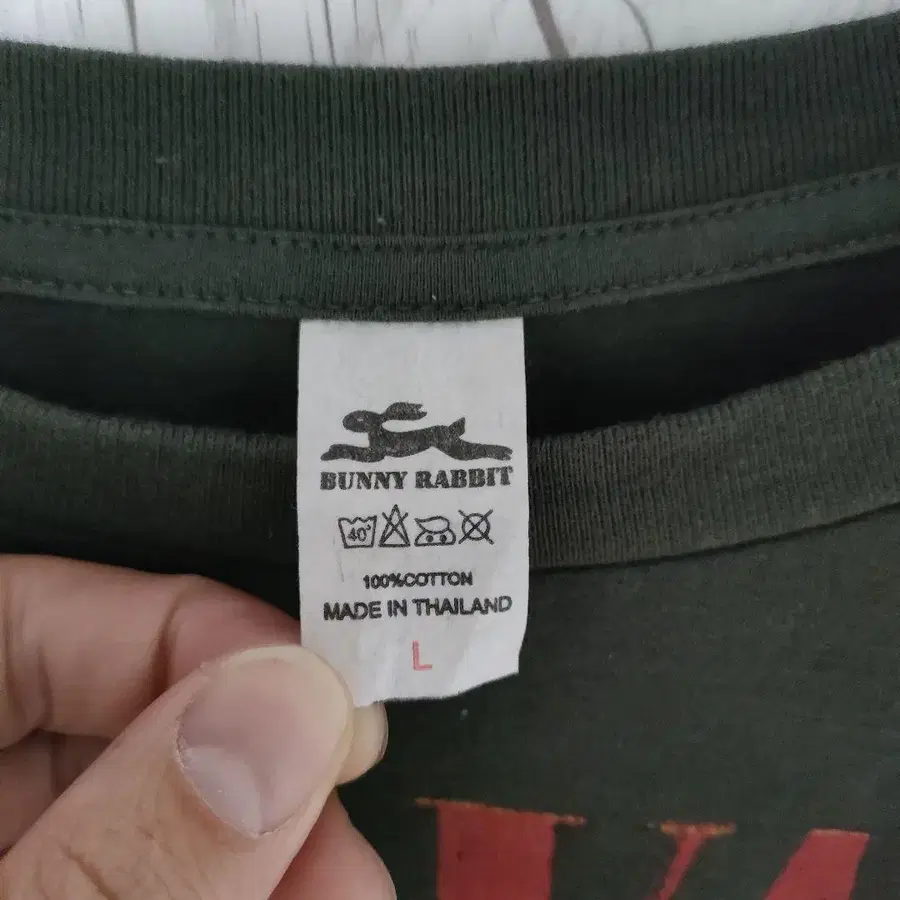 BUNNY RABBIT
40°
100%COTTON
MADE IN THAILAND
L